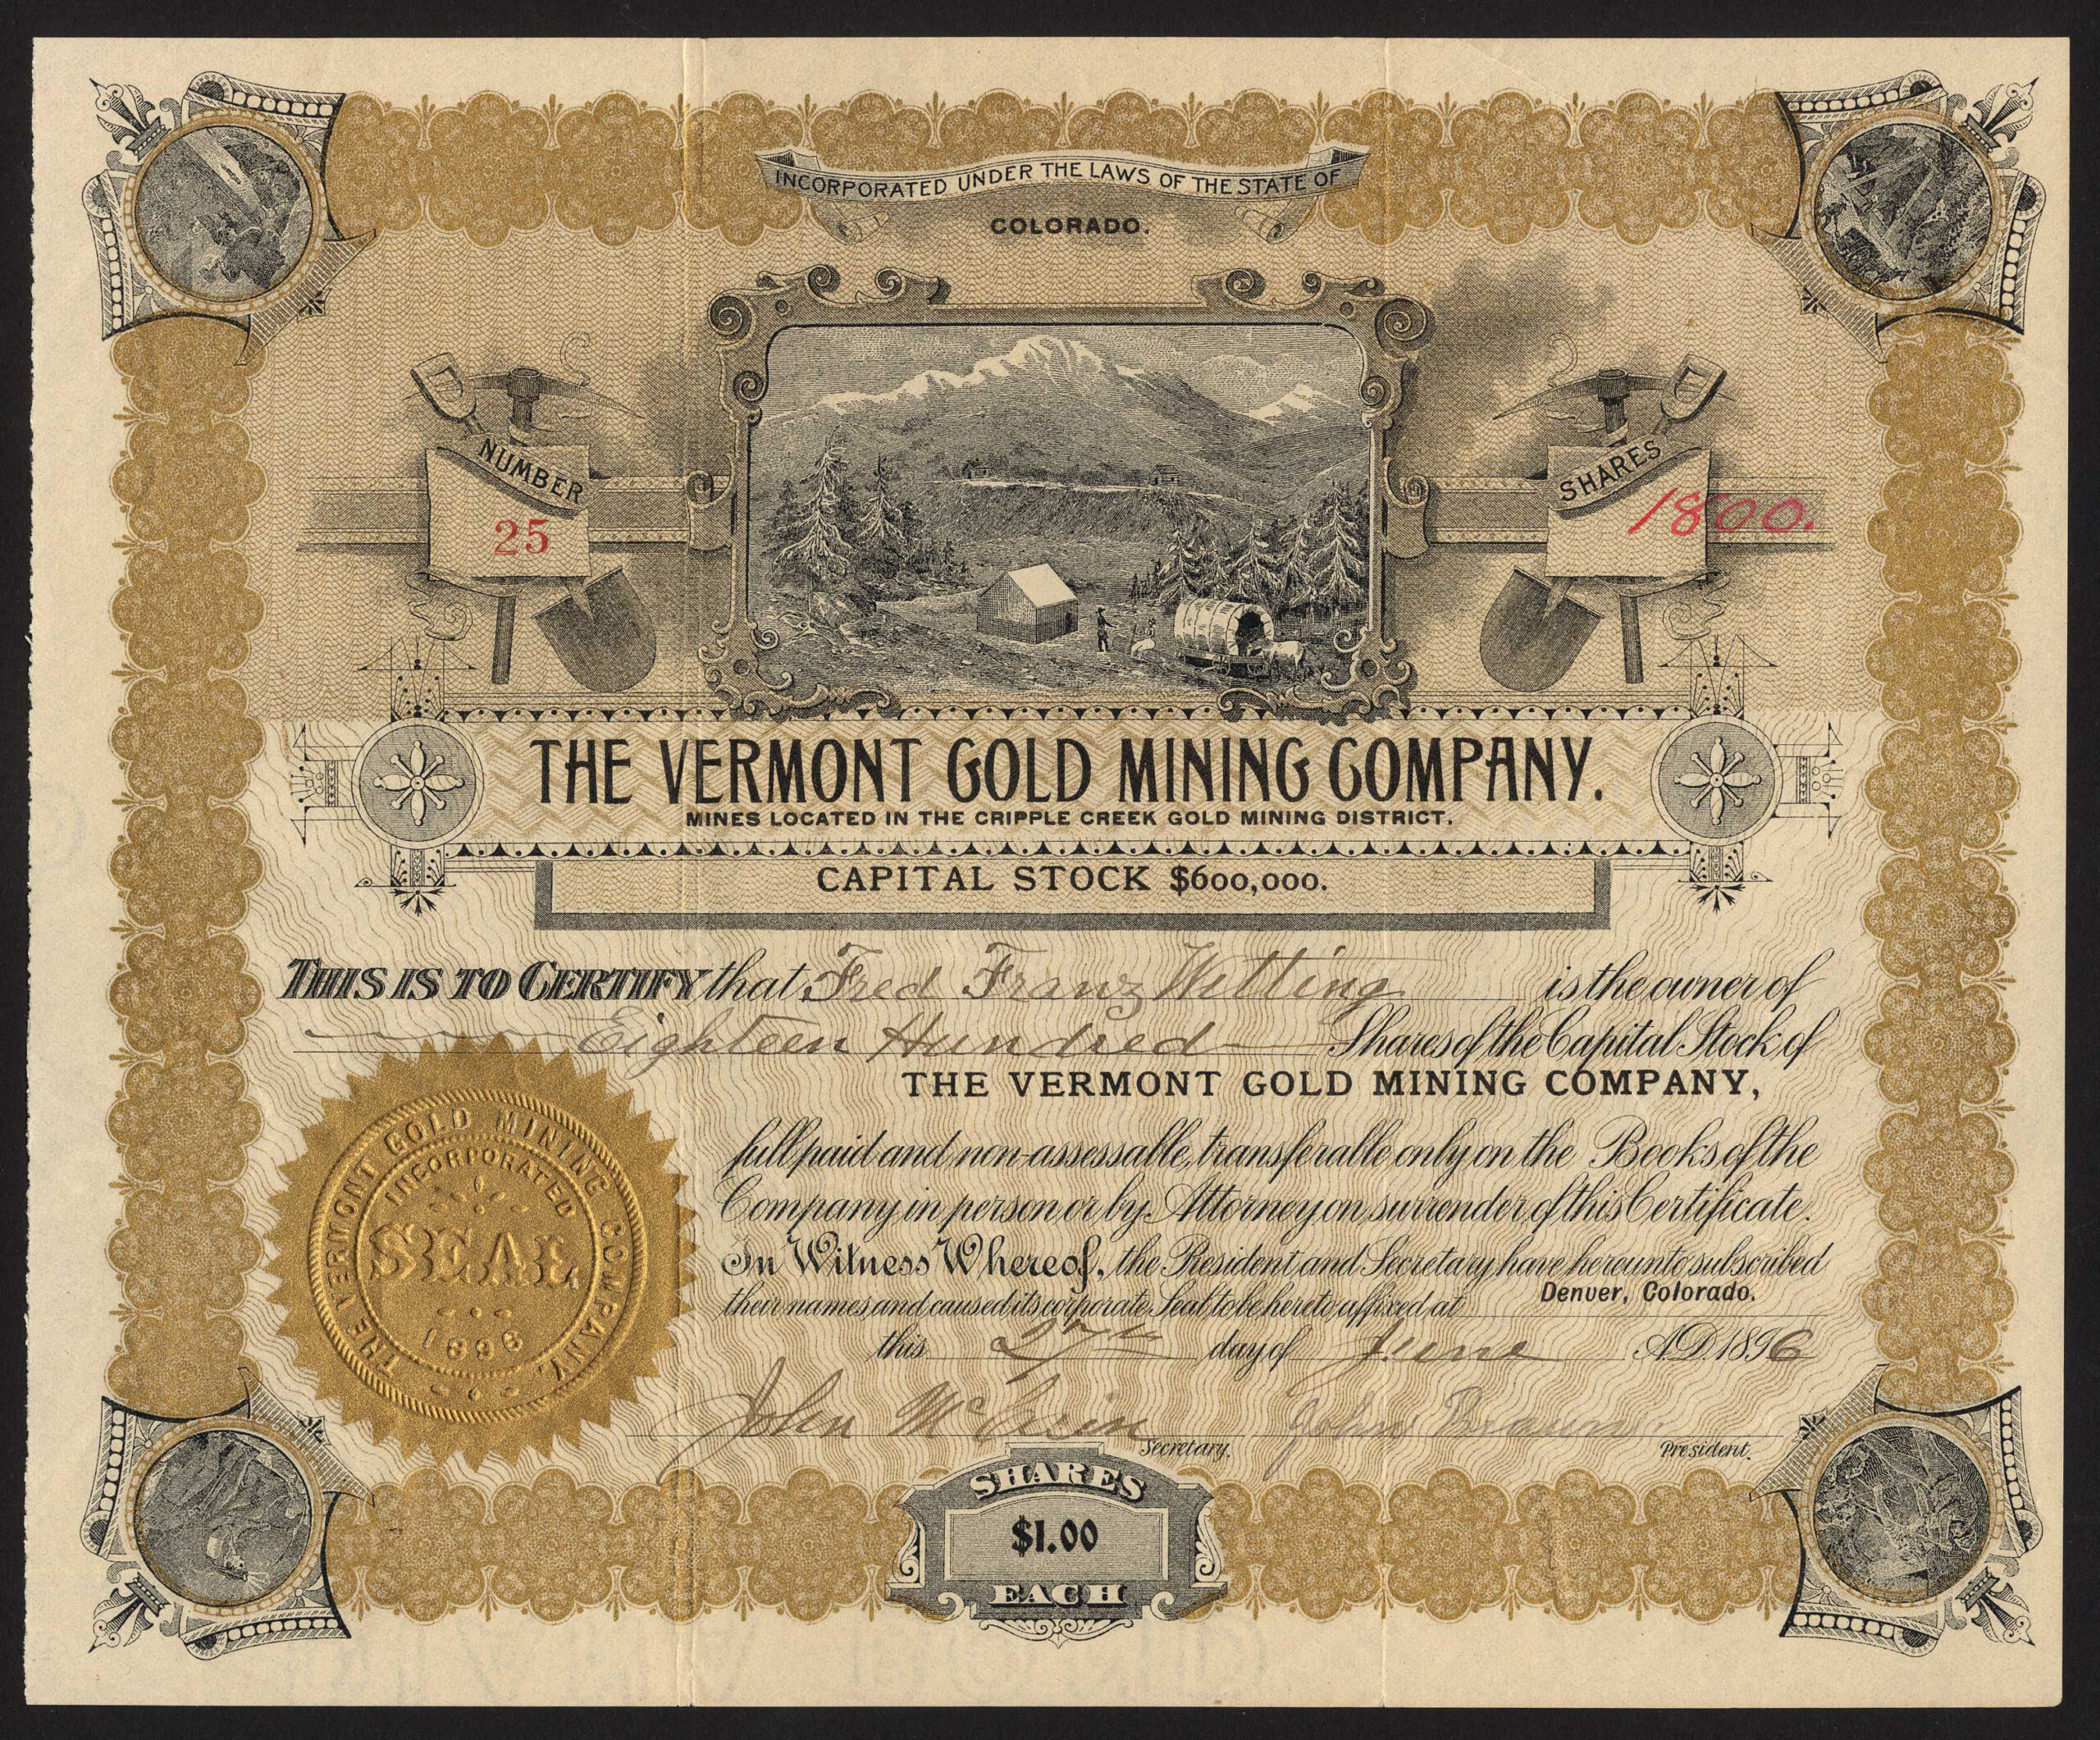 INCORPORATED UNDER THE LAWS OF THE STATE OF
COLORADO.
NUMBER
25
SHARES
1800.
THE VERMONT GOLD MINING COMPANY.
MINES LOCATED IN THE CRIPPLE CREEK GOLD MINING DISTRICT.
CAPITAL STOCK $600,000.
THIS IS TO CERTIFY that Fred Franz Witting is the owner of
Eighteen Hundred Shares of the Capital Stock of
THE VERMONT GOLD MINING COMPANY,
full paid and non-assessable, transferable only on the Books of the
Company in person or by Attorney on surrender of this Certificate.
In Witness Whereof, the President and Secretary have hereunto subscribed
their names and caused its corporate Seal to be hereto affixed at Denver, Colorado.
this 27th day of June A.D. 1896
THE VERMONT GOLD MINING COMPANY.
INCORPORATED
SEAL
1896
John John Brown
Secretary. President.
SHARES
$1.00
EACH